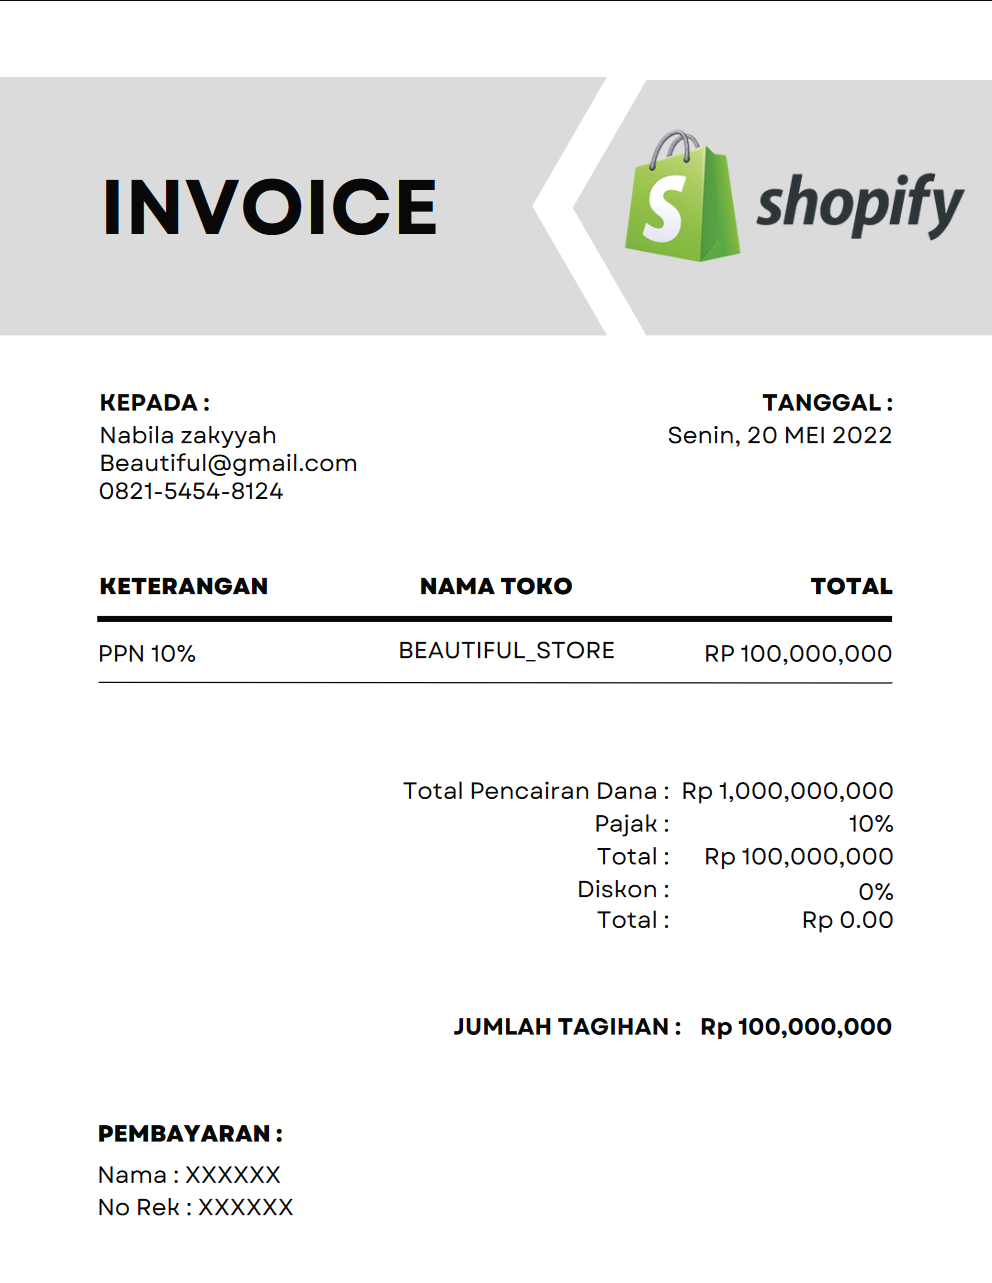 INVOICE
S shopify
KEPADA :
Nabila zakyyah
Beautiful@gmail.com
0821-5454-8124
TANGGAL :
Senin, 20 MEI 2022
KETERANGAN NAMA TOKO TOTAL
PPN 10% BEAUTIFUL_STORE RP 100,000,000
Total Pencairan Dana : Rp 1,000,000,000
Pajak : 10%
Total : Rp 100,000,000
Diskon : 0%
Total : Rp 0.00
JUMLAH TAGIHAN : Rp 100,000,000
PEMBAYARAN :
Nama : XXXXXX
No Rek : XXXXXX